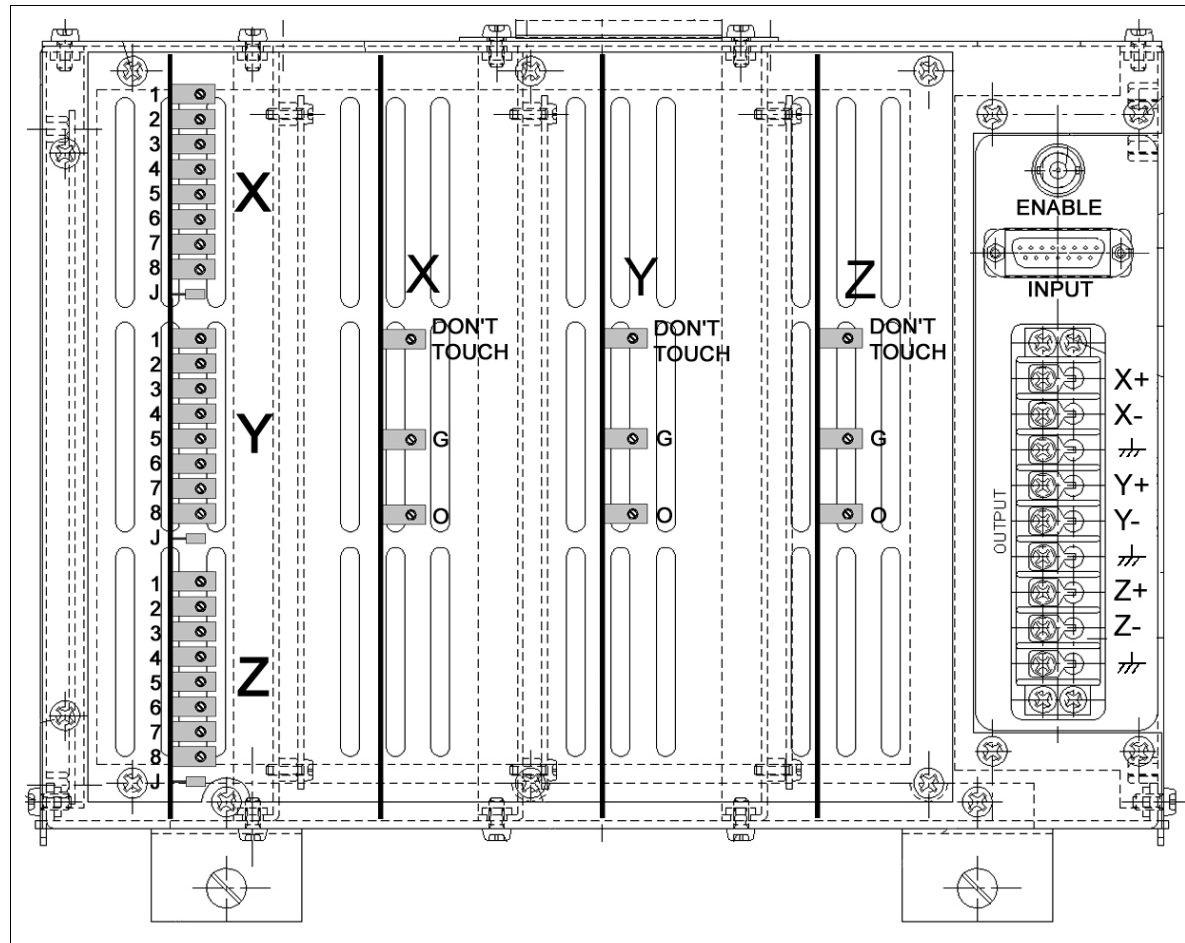 1
2
3
4
5
6
7
8
J
X
1
2
3
4
5
6
7
8
J
Y
1
2
3
4
5
6
7
8
J
Z
X
DON'T
TOUCH
G
O
Y
DON'T
TOUCH
G
O
Z
DON'T
TOUCH
G
O
ENABLE
INPUT
OUTPUT
X+
X-
Y+
Y-
Z+
Z-